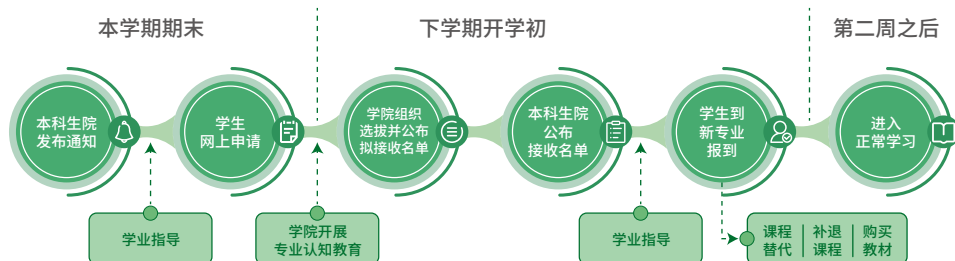 本学期期末
下学期开学初
第二周之后
本科生院
发布通知
学生
网上申请
学院组织
选拔并公布
拟接收名单
本科生院
公布
接收名单
学生到
新专业
报到
进入
正常学习
学业指导
学院开展
专业认知教育
学业指导
课程
替代
补退
课程
购买
教材